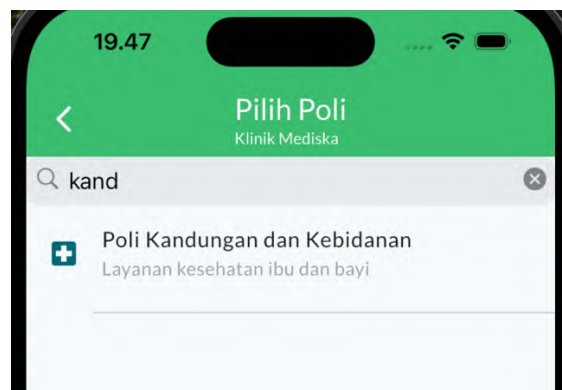 19.47
Pilih Poli
Klinik Mediska
kand
Poli Kandungan dan Kebidanan
Layanan kesehatan ibu dan bayi